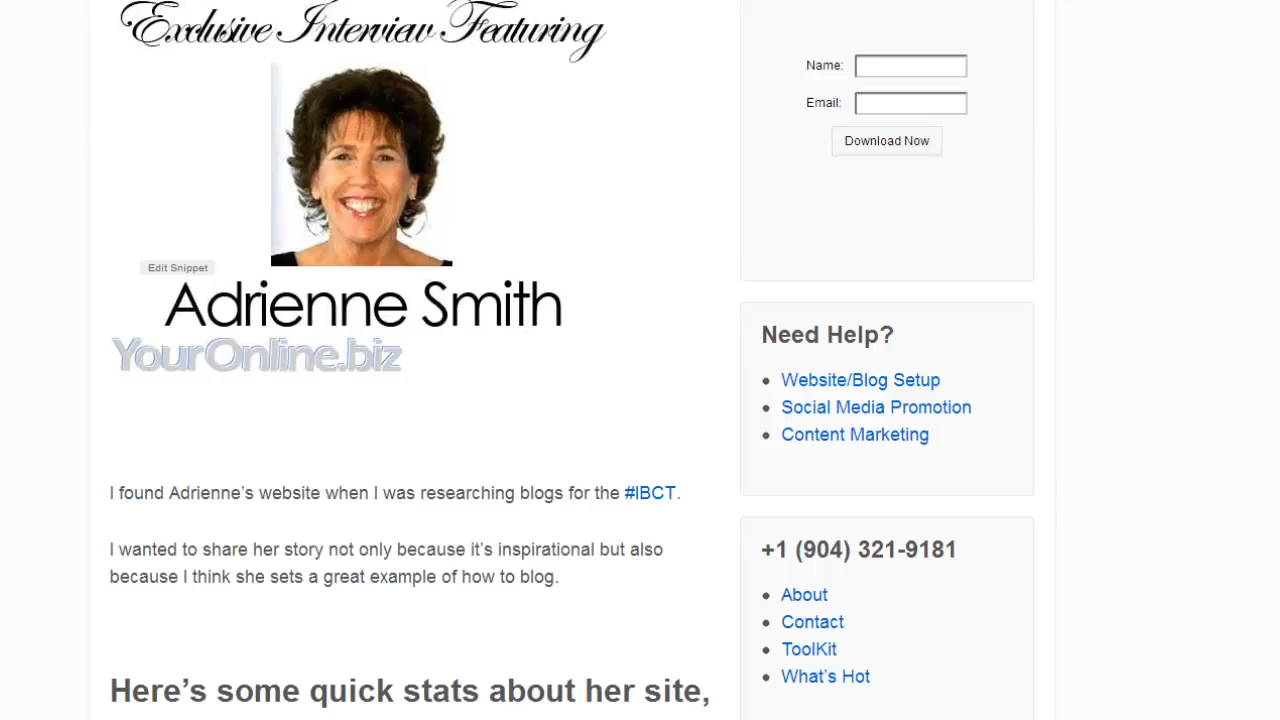 Exclusive Interview Featuring
Edit Snippet
Adrienne Smith
YourOnline.biz
I found Adrienne’s website when I was researching blogs for the #IBCT.
I wanted to share her story not only because it’s inspirational but also
because I think she sets a great example of how to blog.
Here’s some quick stats about her site,
Name:
Email:
Download Now
Need Help?
Website/Blog Setup
Social Media Promotion
Content Marketing
+1 (904) 321-9181
About
Contact
ToolKit
What’s Hot